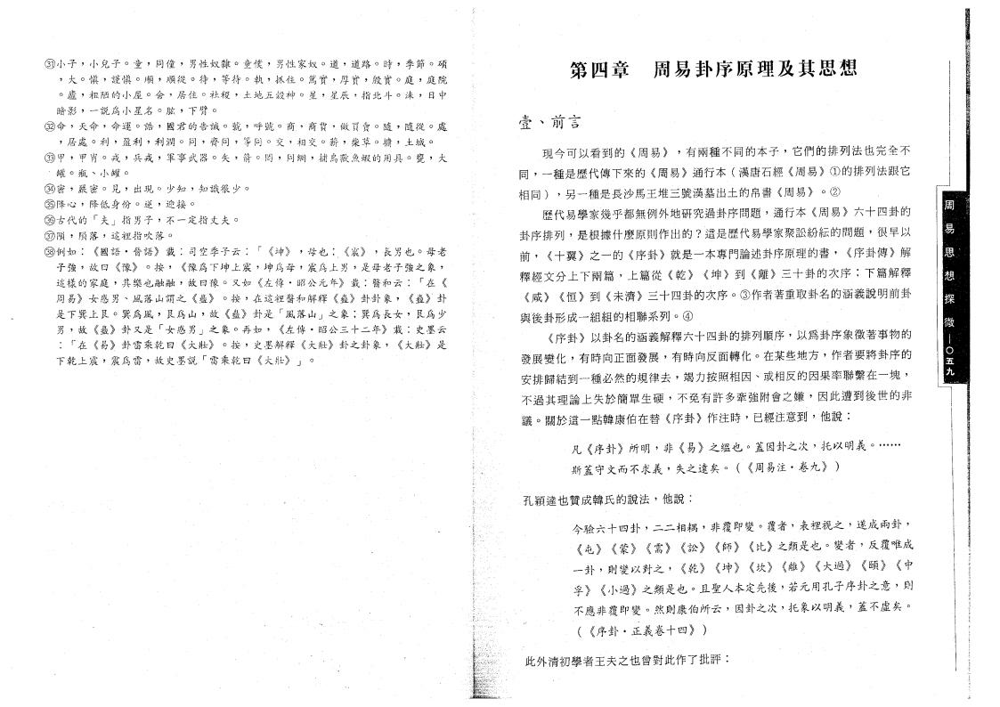 ㉛小子，小兒子。童，同僮，男性奴隸。童僕，男性家奴。道，道路。時，季節。碩
，大。愼，謹愼。順，順從。待，等待。執，抓住。篤實，厚實，殷實。庭，庭院
。廬，粗陋的小屋。舍，居住。社稷，土地五設神。星，星辰，指北斗。沬，日中
暗影，一說爲小星名。肱，下臂。
㉜命，天命，命運。誥，國君的告誡。號，呼號。商，商貨，做買賣。隨，隨從。處
，居處。利，盈利，利潤。同，齊同，等同。交，相交。薪，柴草。墉，土城。
㉝甲，甲冑。戎，兵戎，軍事武器。矢，箭。罔，同網，捕鳥獸魚蝦的用具。甕，大
罐。瓶、小罐。
㉞密，嚴密。見，出現。少知，知識很少。
㉟降心，降低身份。逆，迎接。
㊱古代的「夫」指男子，不一定指丈夫。
㊲隕，隕落，這裡指吹落。
㊳例如：《國語・晉語》載：司空季子云：「《坤》，母也；《宸》，長男也。母老
子強，故曰《豫》。按，《豫爲下坤上震，坤爲母，震爲上男，是母老子強之象，
這樣的家庭，其樂也融融，故曰豫。又如《左傳・昭公元年》載：醫和云：「在《
周易》女惑男、風落山謂之《蠱》。按，在這裡醫和解釋《蠱》卦卦象，《蠱》卦
是下巽上艮。巽爲風，艮爲山，故《蠱》卦是「風落山」之象；巽爲長女，艮爲少
男，故《蠱》卦又是「女惑男」之象。再如，《左傳・昭公三十二年》載：史墨云
：「在《易》卦雷乘乾曰《大壯》。按，史墨解釋《大壯》卦之卦象，《大壯》是
下乾上震，震爲雷，故史墨說「雷乘乾曰《大壯》」。
第四章　周易卦序原理及其思想
壹、前言
現今可以看到的《周易》，有兩種不同的本子，它們的排列法也完全不
同，一種是歷代傳下來的《周易》通行本（漢唐石經《周易》①的排列法跟它
相同），另一種是長沙馬王堆三號漢墓出土的帛書《周易》。②
歷代易學家幾乎都無例外地研究過卦序問題，通行本《周易》六十四卦的
卦序排列，是根據什麼原則作出的？這是歷代易學家聚訟紛紜的問題，很早以
前，《十翼》之一的《序卦》就是一本專門論述卦序原理的書，《序卦傳》解
釋經文分上下兩篇，上篇從《乾》《坤》到《離》三十卦的次序；下篇解釋
《咸》《恒》到《未濟》三十四卦的次序。③作者著重取卦名的涵義說明前卦
與後卦形成一組組的相聯系列。④
《序卦》以卦名的涵義解釋六十四卦的排列順序，以爲卦序象徵著事物的
發展變化，有時向正面發展，有時向反面轉化。在某些地方，作者要將卦序的
安排歸結到一種必然的規律去，竭力按照相因、或相反的因果率聯繫在一塊，
不過其理論上失於簡單生硬，不免有許多牽強附會之嫌，因此遭到後世的非
議。關於這一點韓康伯在替《序卦》作注時，已經注意到，他說：
凡《序卦》所明，非《易》之縕也。蓋因卦之次，托以明義。⋯⋯
斯蓋守文而不求義，失之遠矣。（《周易注・卷九》）
孔穎達也贊成韓氏的說法，他說：
今驗六十四卦，二二相耦，非覆即變。覆者，表裡視之，遂成兩卦，
《屯》《蒙》《需》《訟》《師》《比》之類是也。變者，反覆唯成
一卦，則變以對之，《乾》《坤》《坎》《離》《大過》《頤》《中
孚》《小過》之類是也。且聖人本定先後，若元用孔子序卦之意，則
不應非覆即變。然則康伯所云，因卦之次，托象以明義，蓋不虛矣。
（《序卦・正義卷十四》）
此外清初學者王夫之也曾對此作了批評：
周易思想探微—○五九